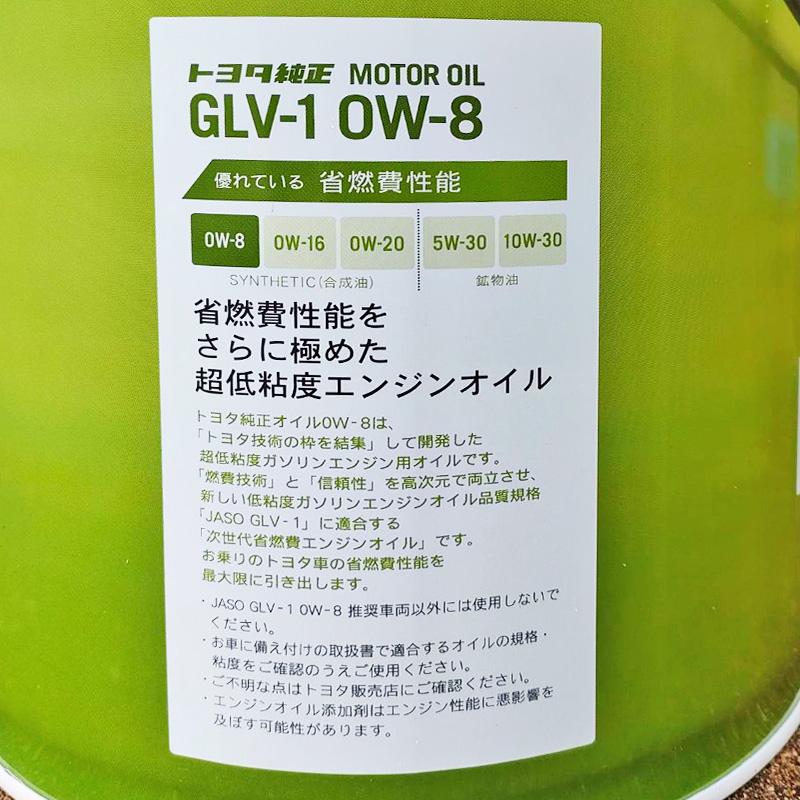 トヨタ純正 MOTOR OIL
GLV-1 0W-8
優れている 省燃費性能
0W-8 0W-16 0W-20 5W-30 10W-30
SYNTHETIC(合成油) 鉱物油
省燃費性能を
さらに極めた
超低粘度エンジンオイル
トヨタ純正オイル0W-8は、
「トヨタ技術の枠を結集」して開発した
超低粘度ガソリンエンジン用オイルです。
「燃費技術」と「信頼性」を高次元で両立させ、
新しい低粘度ガソリンエンジンオイル品質規格
「JASO GLV-1」に適合する
「次世代省燃費エンジンオイル」です。
お乗りのトヨタ車の省燃費性能を
最大限に引き出します。
・JASO GLV-1 0W-8 推奨車両以外には使用しないで
ください。
・お車に備え付けの取扱書で適合するオイルの規格・
粘度をご確認のうえご使用ください。
・ご不明な点はトヨタ販売店にご確認ください。
・エンジンオイル添加剤はエンジン性能に悪影響を
及ぼす可能性があります。